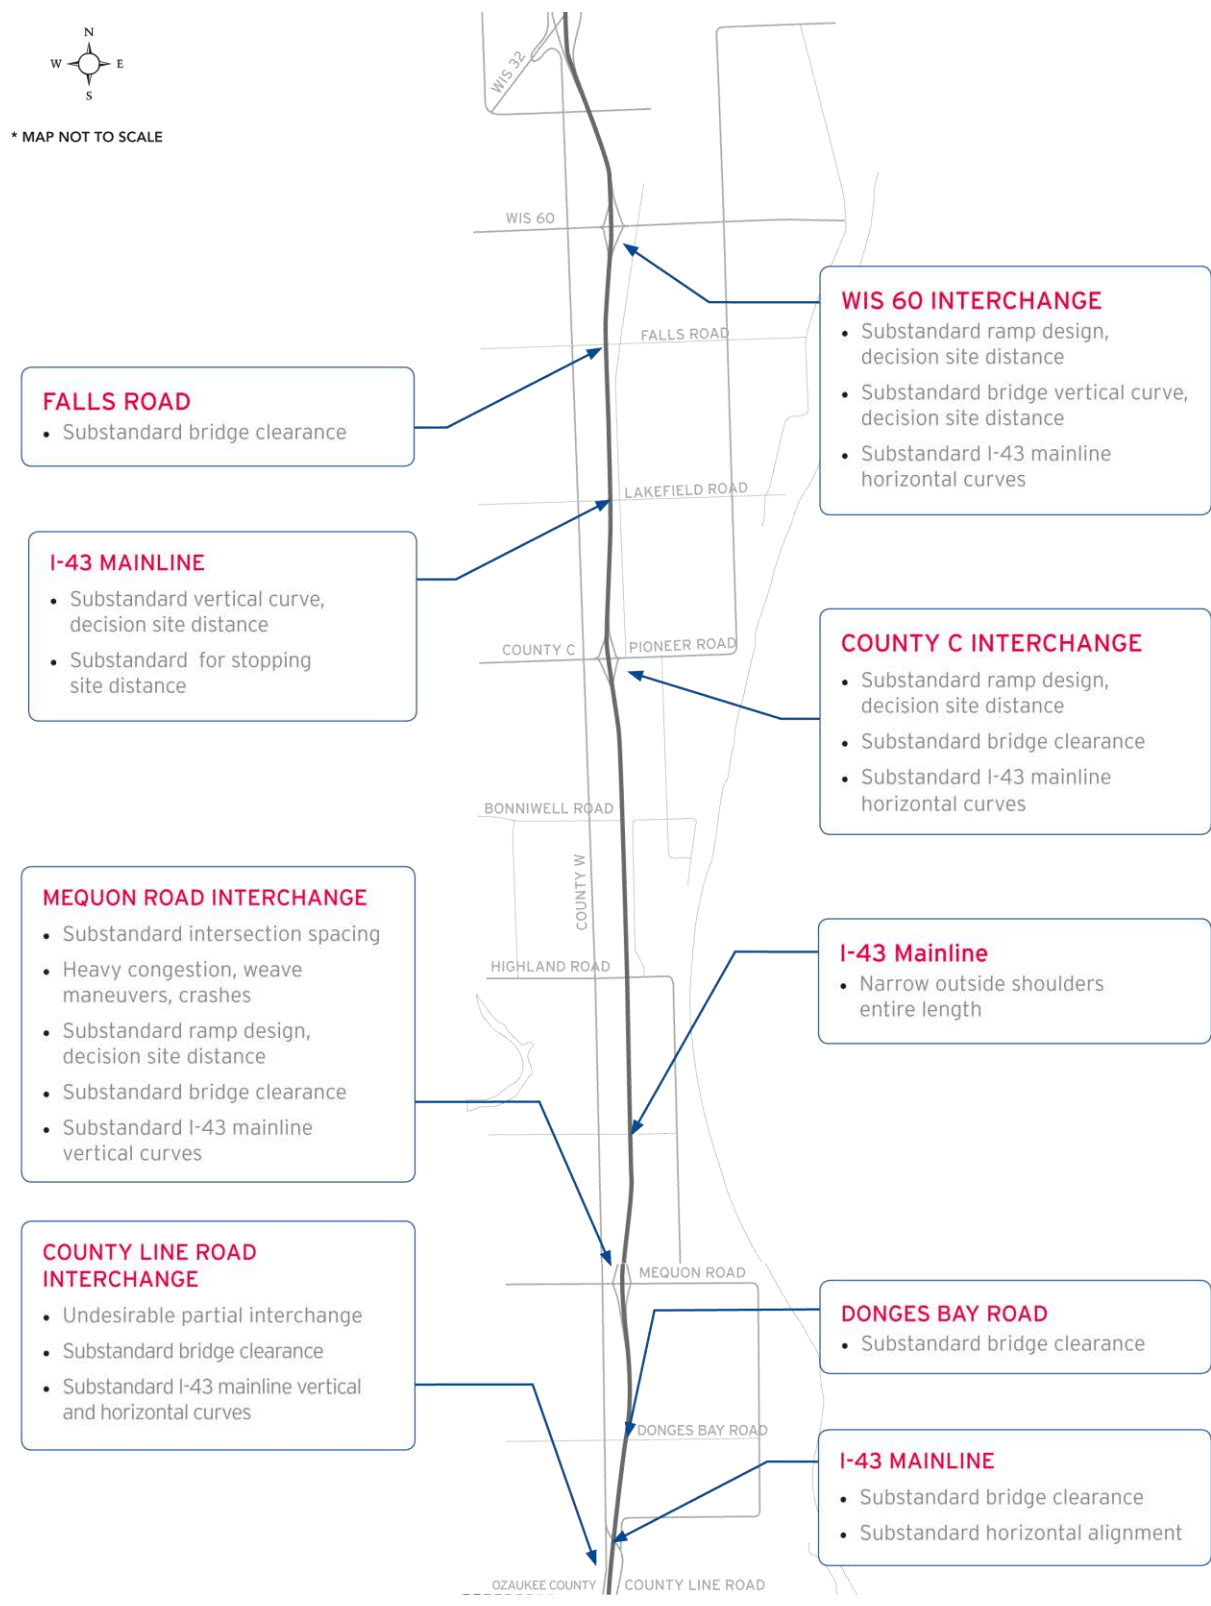 N
W
E
S
* MAP NOT TO SCALE
WIS 32
WIS 60
WIS 60 INTERCHANGE
• Substandard ramp design,
decision site distance
• Substandard bridge vertical curve,
decision site distance
• Substandard I-43 mainline
horizontal curves
FALLS ROAD
FALLS ROAD
• Substandard bridge clearance
LAKEFIELD ROAD
I-43 MAINLINE
• Substandard vertical curve,
decision site distance
• Substandard for stopping
site distance
COUNTY C
PIONEER ROAD
COUNTY C INTERCHANGE
• Substandard ramp design,
decision site distance
• Substandard bridge clearance
• Substandard I-43 mainline
horizontal curves
BONNIWELL ROAD
COUNTY W
MEQUON ROAD INTERCHANGE
• Substandard intersection spacing
• Heavy congestion, weave
maneuvers, crashes
• Substandard ramp design,
decision site distance
• Substandard bridge clearance
• Substandard I-43 mainline
vertical curves
HIGHLAND ROAD
I-43 Mainline
• Narrow outside shoulders
entire length
COUNTY LINE ROAD
INTERCHANGE
• Undesirable partial interchange
• Substandard bridge clearance
• Substandard I-43 mainline vertical
and horizontal curves
MEQUON ROAD
DONGES BAY ROAD
• Substandard bridge clearance
DONGES BAY ROAD
I-43 MAINLINE
• Substandard bridge clearance
• Substandard horizontal alignment
OZAUKEE COUNTY
COUNTY LINE ROAD